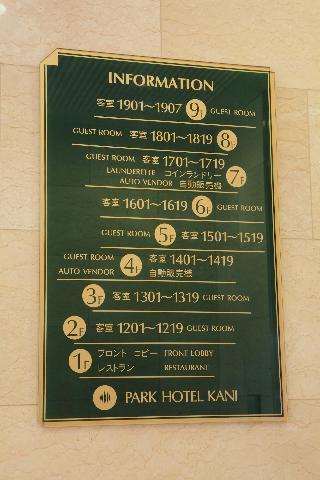 INFORMATION
客室 1901〜1907 9F GUEST ROOM
GUEST ROOM 客室 1801〜1819 8F
GUEST ROOM 客室 1701〜1719 7F
LAUNDERETTE コインランドリー
AUTO VENDOR 自動販売機
客室 1601〜1619 6F GUEST ROOM
GUEST ROOM 5F 客室 1501〜1519
GUEST ROOM 4F 客室 1401〜1419
AUTO VENDOR 自動販売機
3F 客室 1301〜1319 GUEST ROOM
2F 客室 1201〜1219 GUEST ROOM
1F フロント コピー FRONT LOBBY
レストラン RESTAURANT
PARK HOTEL KANI